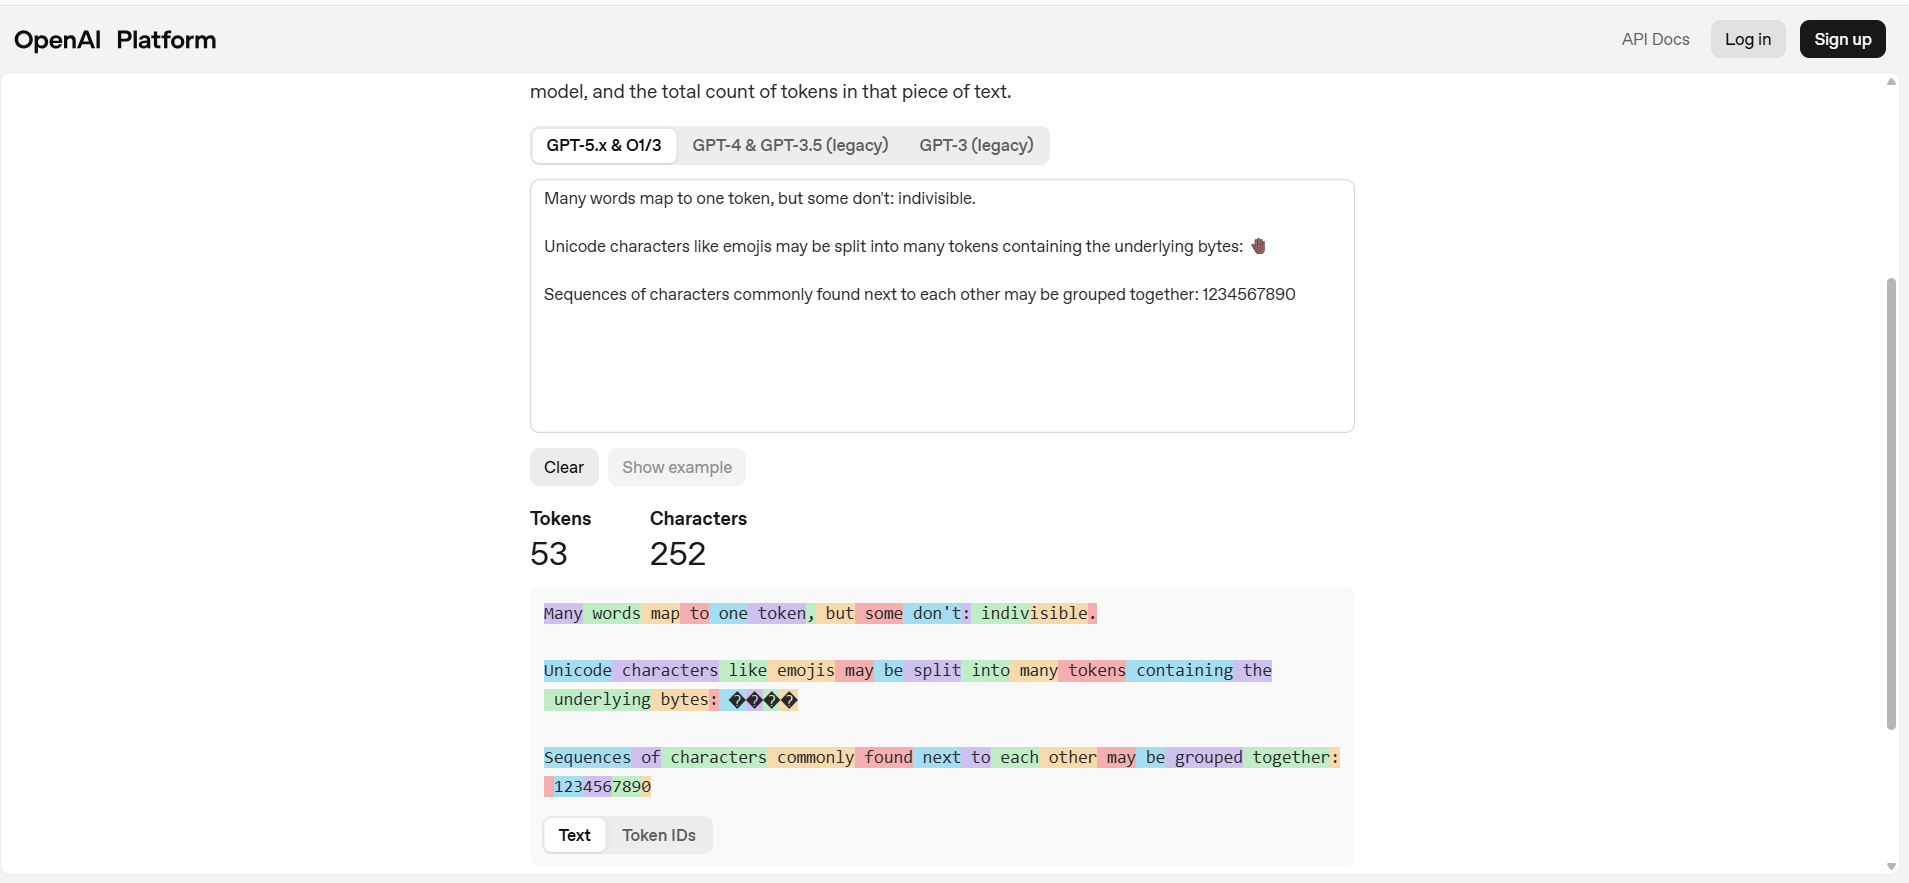 OpenAI Platform
API Docs
Log in
Sign up
model, and the total count of tokens in that piece of text.
GPT-5.x & O1/3
GPT-4 & GPT-3.5 (legacy)
GPT-3 (legacy)
Many words map to one token, but some don't: indivisible.
Unicode characters like emojis may be split into many tokens containing the underlying bytes: 🤚🏾
Sequences of characters commonly found next to each other may be grouped together: 1234567890
Clear
Show example
Tokens
Characters
53
252
Many words map to one token, but some don't: indivisible.
Unicode characters like emojis may be split into many tokens containing the
underlying bytes: ����
Sequences of characters commonly found next to each other may be grouped together:
1234567890
Text
Token IDs